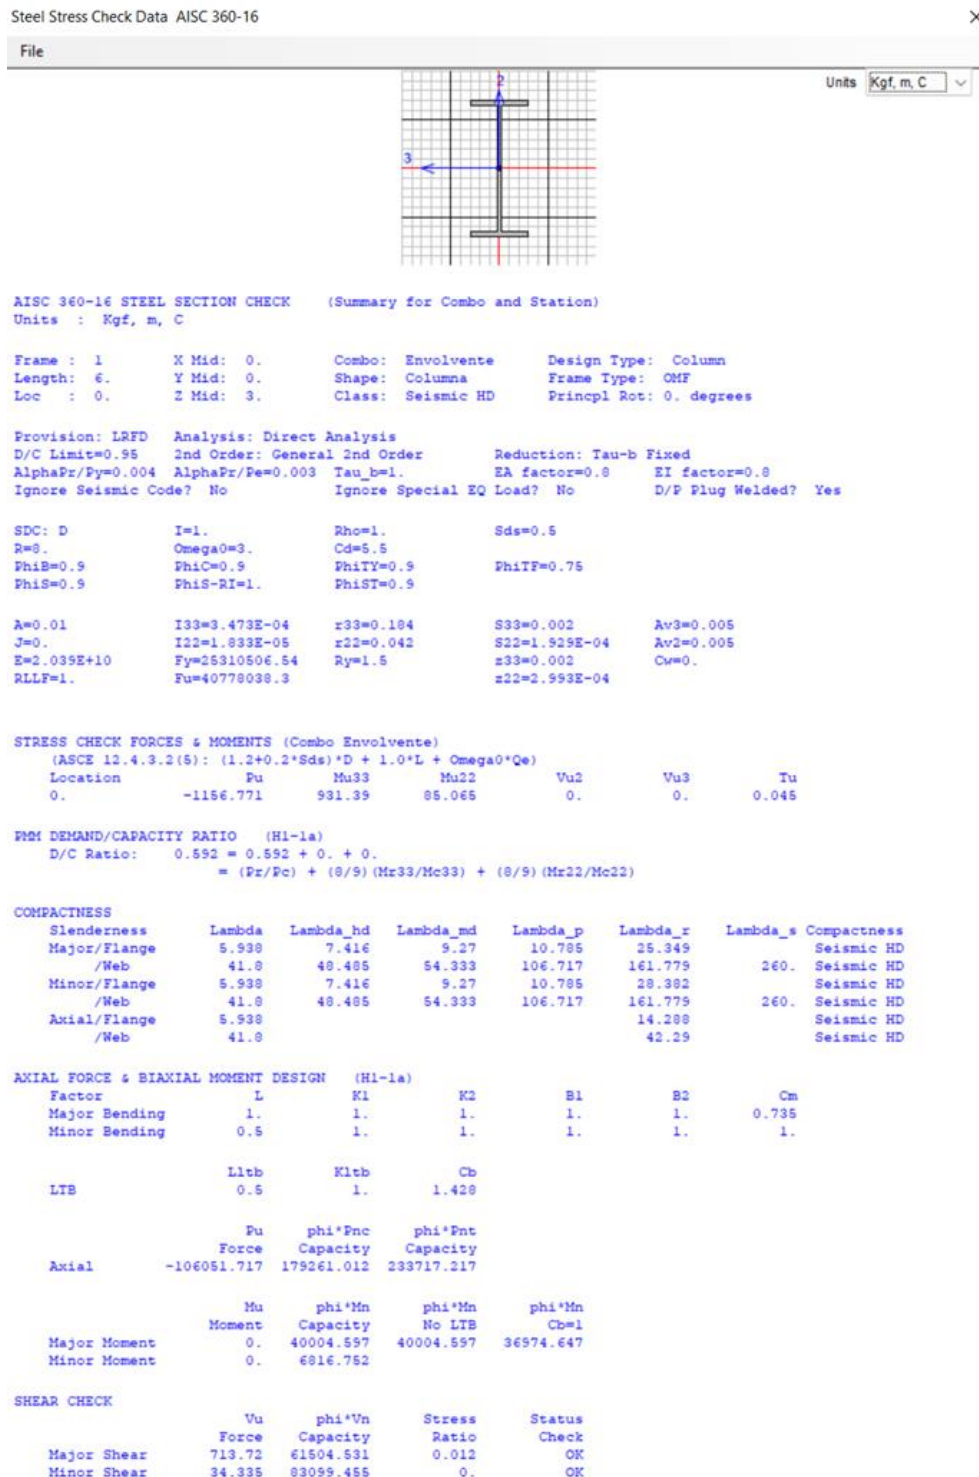 Steel Stress Check Data AISC 360-16
File
Units Kgf, m, C
2
3
AISC 360-16 STEEL SECTION CHECK (Summary for Combo and Station)
Units : Kgf, m, C
Frame : 1 X Mid: 0. Combo: Envolvente Design Type: Column
Length: 6. Y Mid: 0. Shape: Columna Frame Type: OMF
Loc : 0. Z Mid: 3. Class: Seismic HD Princpl Rot: 0. degrees
Provision: LRFD Analysis: Direct Analysis
D/C Limit=0.95 2nd Order: General 2nd Order Reduction: Tau-b Fixed
AlphaPr/Py=0.004 AlphaPr/Pe=0.003 Tau_b=1. EA factor=0.8 EI factor=0.8
Ignore Seismic Code? No Ignore Special EQ Load? No D/P Plug Welded? Yes
SDC: D I=1. Rho=1. Sds=0.5
R=8. Omega0=3. Cd=5.5
PhiB=0.9 PhiC=0.9 PhiTY=0.9 PhiTF=0.75
PhiS=0.9 PhiS-RI=1. PhiST=0.9
A=0.01 I33=3.473E-04 r33=0.184 S33=0.002 Av3=0.005
J=0. I22=1.833E-05 r22=0.042 S22=1.929E-04 Av2=0.005
E=2.039E+10 Fy=25310506.54 Ry=1.5 z33=0.002 Cw=0.
RLLF=1. Fu=40778038.3 z22=2.993E-04
STRESS CHECK FORCES & MOMENTS (Combo Envolvente)
(ASCE 12.4.3.2(5): (1.2+0.2*Sds)*D + 1.0*L + Omega0*Qe)
Location Pu Mu33 Mu22 Vu2 Vu3 Tu
0. -1156.771 931.39 85.065 0. 0. 0.045
PMM DEMAND/CAPACITY RATIO (H1-1a)
D/C Ratio: 0.592 = 0.592 + 0. + 0.
= (Pr/Pc) + (8/9)(Mr33/Mc33) + (8/9)(Mr22/Mc22)
COMPACTNESS
Slenderness Lambda Lambda_hd Lambda_md Lambda_p Lambda_r Lambda_s Compactness
Major/Flange 5.938 7.416 9.27 10.785 25.349 Seismic HD
/Web 41.8 48.485 54.333 106.717 161.779 260. Seismic HD
Minor/Flange 5.938 7.416 9.27 10.785 28.382 Seismic HD
/Web 41.8 48.485 54.333 106.717 161.779 260. Seismic HD
Axial/Flange 5.938 14.288 Seismic HD
/Web 41.8 42.29 Seismic HD
AXIAL FORCE & BIAXIAL MOMENT DESIGN (H1-1a)
Factor L K1 K2 B1 B2 Cm
Major Bending 1. 1. 1. 1. 1. 0.735
Minor Bending 0.5 1. 1. 1. 1. 1.
Lltb Kltb Cb
LTB 0.5 1. 1.428
Pu phi*Pnc phi*Pnt
Force Capacity Capacity
Axial -106051.717 179261.012 233717.217
Mu phi*Mn phi*Mn phi*Mn
Moment Capacity No LTB Cb=1
Major Moment 0. 40004.597 40004.597 36974.647
Minor Moment 0. 6816.752
SHEAR CHECK
Vu phi*Vn Stress Status
Force Capacity Ratio Check
Major Shear 713.72 61504.531 0.012 OK
Minor Shear 34.335 83099.455 0. OK